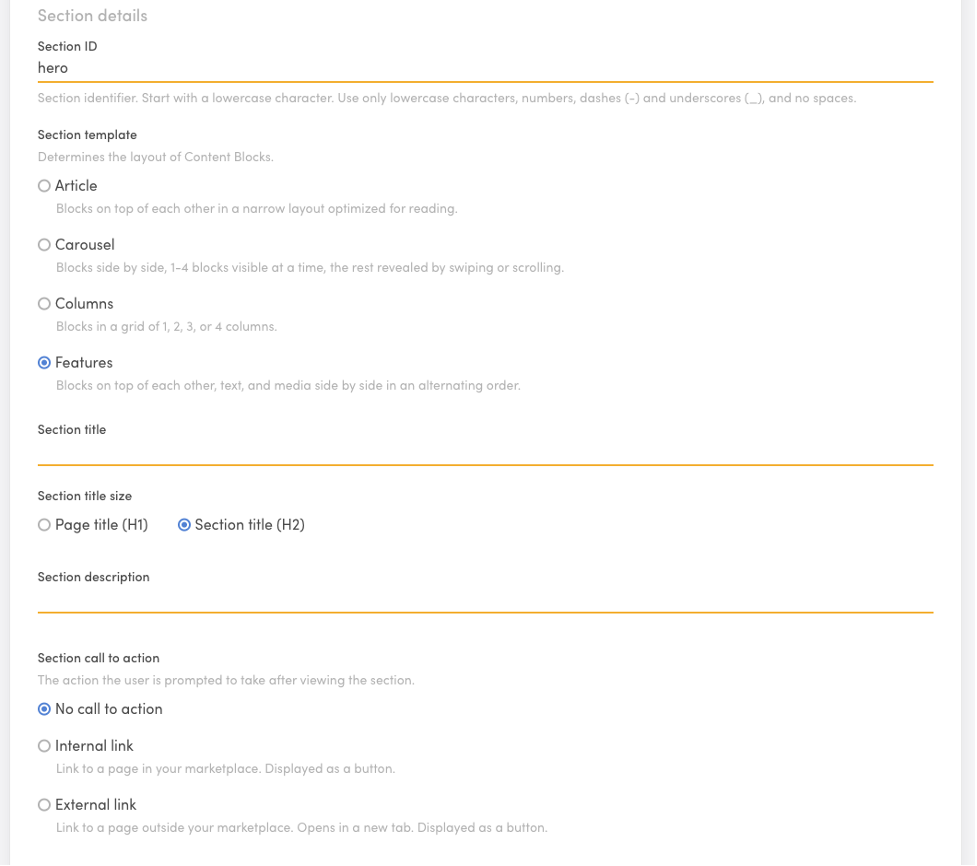 Section details
Section ID
hero
Section identifier. Start with a lowercase character. Use only lowercase characters, numbers, dashes (-) and underscores (_), and no spaces.
Section template
Determines the layout of Content Blocks.
Article
Blocks on top of each other in a narrow layout optimized for reading.
Carousel
Blocks side by side, 1-4 blocks visible at a time, the rest revealed by swiping or scrolling.
Columns
Blocks in a grid of 1, 2, 3, or 4 columns.
Features
Blocks on top of each other, text, and media side by side in an alternating order.
Section title
Section title size
Page title (H1) Section title (H2)
Section description
Section call to action
The action the user is prompted to take after viewing the section.
No call to action
Internal link
Link to a page in your marketplace. Displayed as a button.
External link
Link to a page outside your marketplace. Opens in a new tab. Displayed as a button.